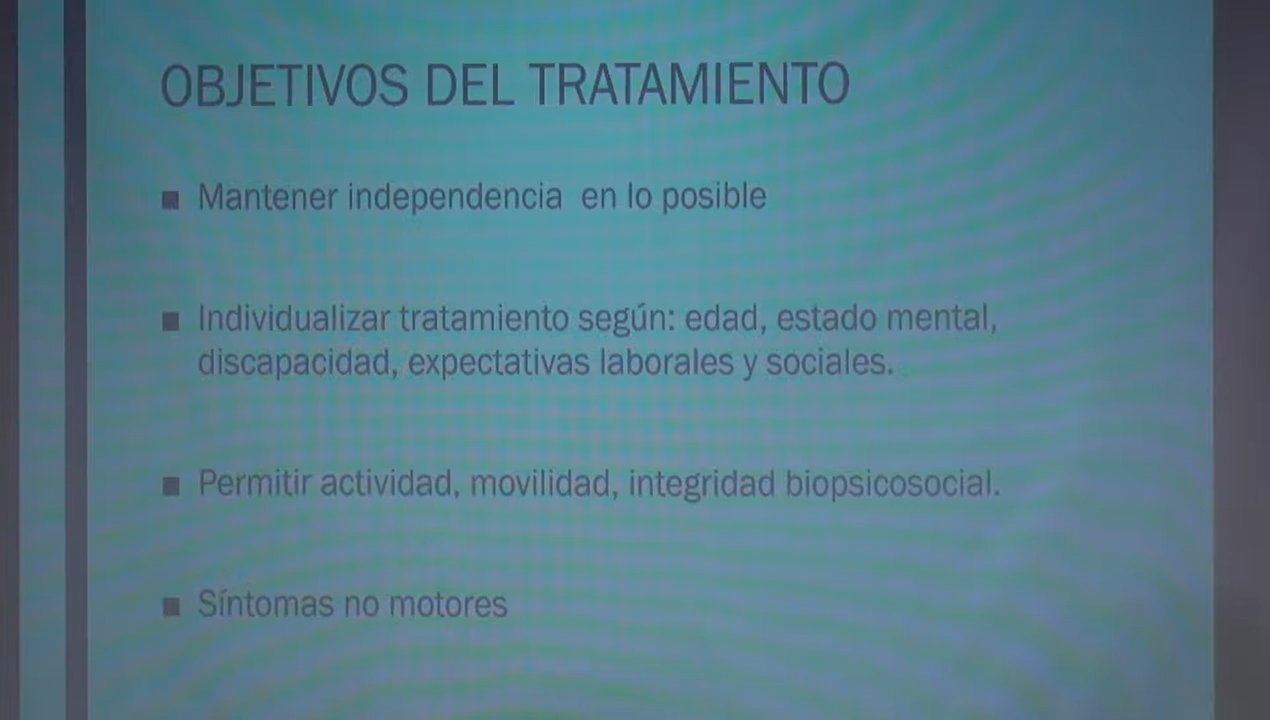 OBJETIVOS DEL TRATAMIENTO
▪ Mantener independencia en lo posible
▪ Individualizar tratamiento según: edad, estado mental,
discapacidad, expectativas laborales y sociales.
▪ Permitir actividad, movilidad, integridad biopsicosocial.
▪ Síntomas no motores